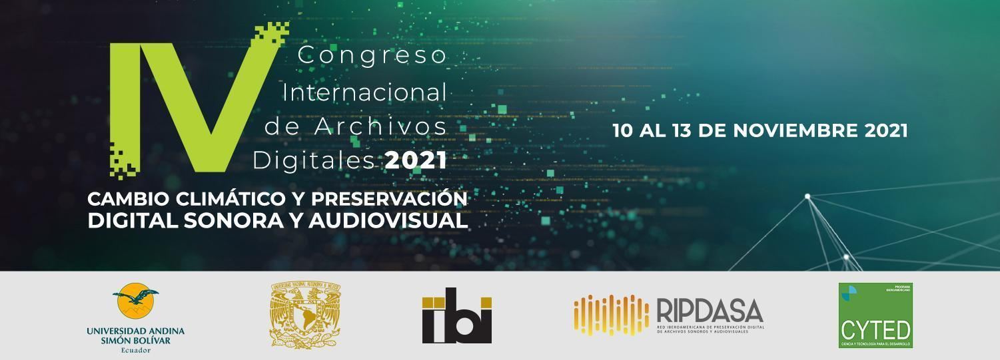 IV
Congreso
Internacional
de Archivos
Digitales 2021
CAMBIO CLIMÁTICO Y PRESERVACIÓN
DIGITAL SONORA Y AUDIOVISUAL
10 AL 13 DE NOVIEMBRE 2021
UNIVERSIDAD ANDINA
SIMÓN BOLÍVAR
Ecuador
UNIVERSIDAD NACIONAL AUTÓNOMA D MÉXICO
iibi
RIPDASA
RED IBEROAMERICANA DE PRESERVACIÓN DIGITAL
DE ARCHIVOS SONOROS Y AUDIOVISUALES
PROGRAMA
IBEROAMERICANO
CYTED
CIENCIA Y TECNOLOGÍA PARA EL DESARROLLO